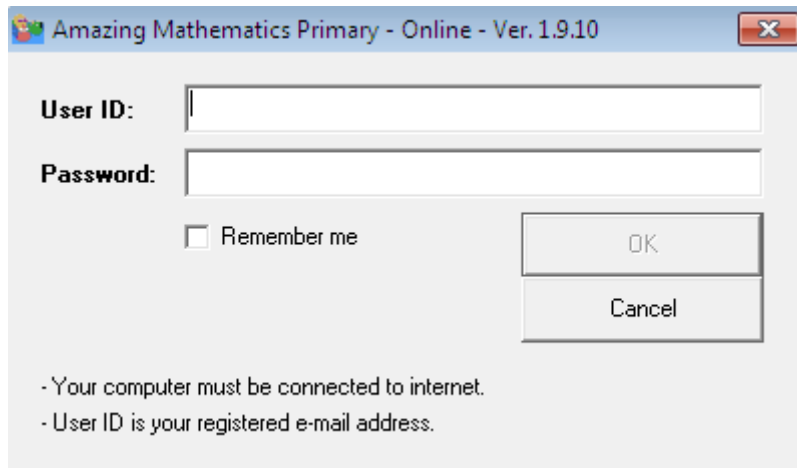 Amazing Mathematics Primary - Online - Ver. 1.9.10
User ID:
Password:
Remember me
OK
Cancel
- Your computer must be connected to internet.
- User ID is your registered e-mail address.